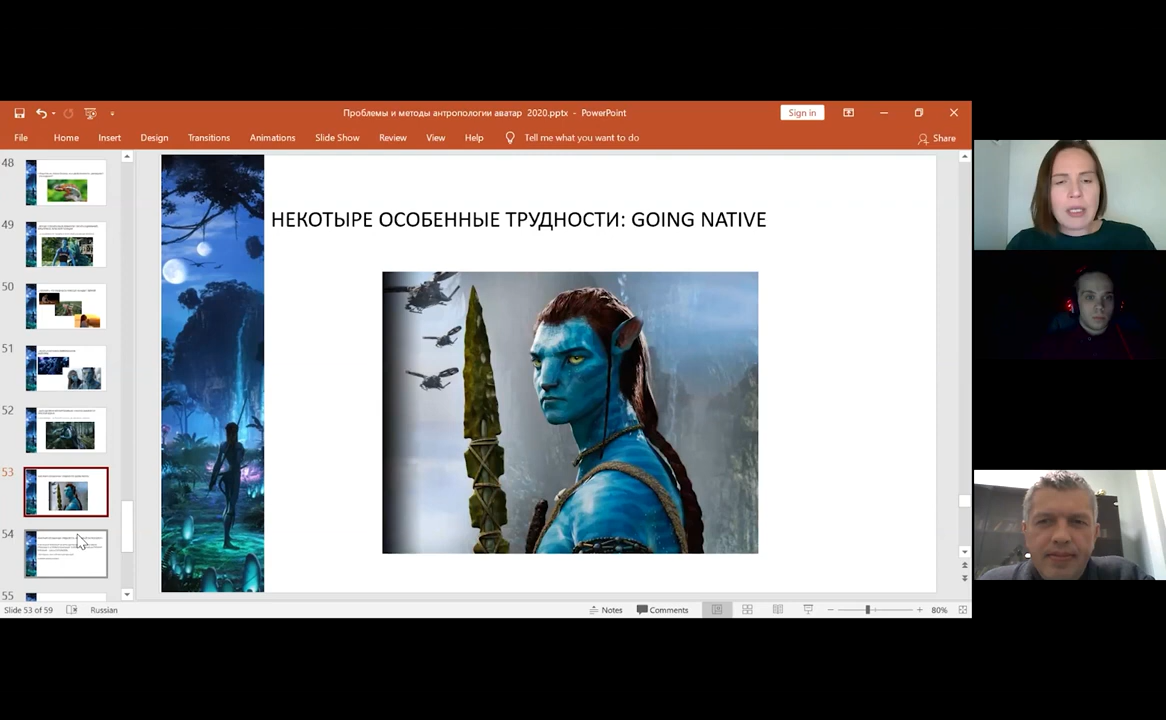 Проблемы и методы антропологии аватар 2020.pptx - PowerPoint
Sign in
File Home Insert Design Transitions Animations Slide Show Review View Help Tell me what you want to do Share
48
49
50
51
52
53
54
55
НЕКОТЫРЕ ОСОБЕННЫЕ ТРУДНОСТИ: GOING NATIVE
Slide 53 of 59 Russian Notes Comments 80%